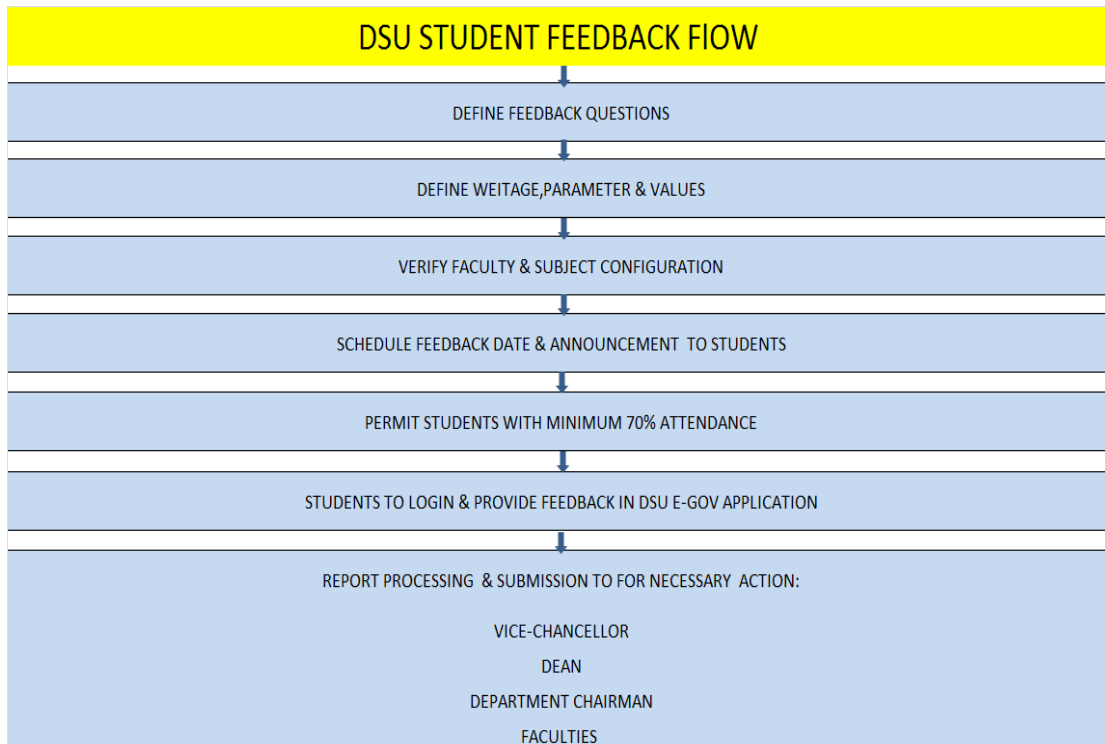 DSU STUDENT FEEDBACK FlOW
DEFINE FEEDBACK QUESTIONS
DEFINE WEITAGE,PARAMETER & VALUES
VERIFY FACULTY & SUBJECT CONFIGURATION
SCHEDULE FEEDBACK DATE & ANNOUNCEMENT TO STUDENTS
PERMIT STUDENTS WITH MINIMUM 70% ATTENDANCE
STUDENTS TO LOGIN & PROVIDE FEEDBACK IN DSU E-GOV APPLICATION
REPORT PROCESSING & SUBMISSION TO FOR NECESSARY ACTION:
VICE-CHANCELLOR
DEAN
DEPARTMENT CHAIRMAN
FACULTIES